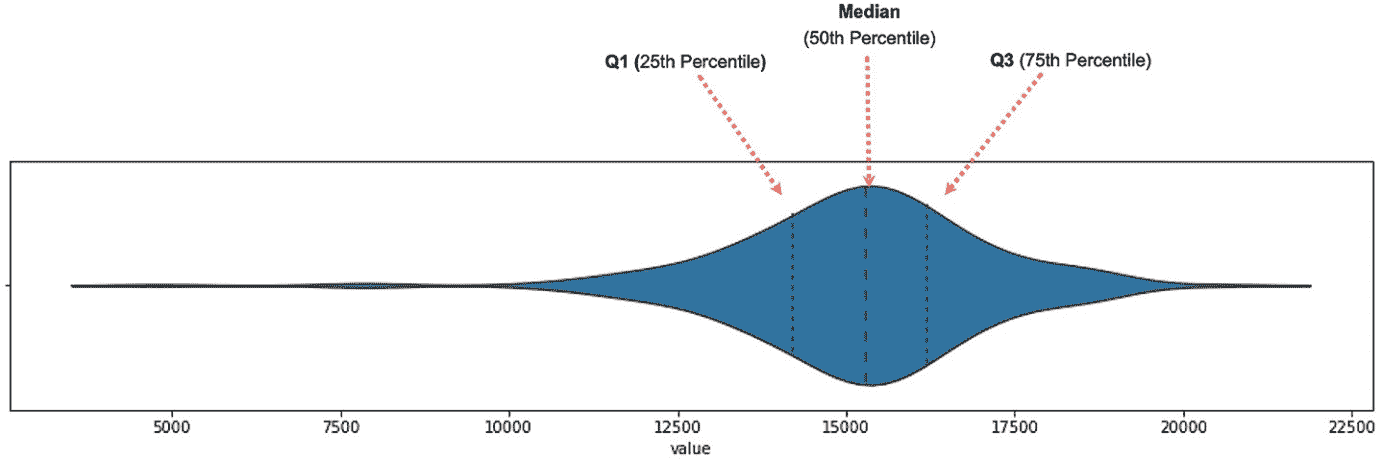 Median
(50th Percentile)
Q1 (25th Percentile)
Q3 (75th Percentile)
5000
7500
10000
12500
15000
17500
20000
22500
value